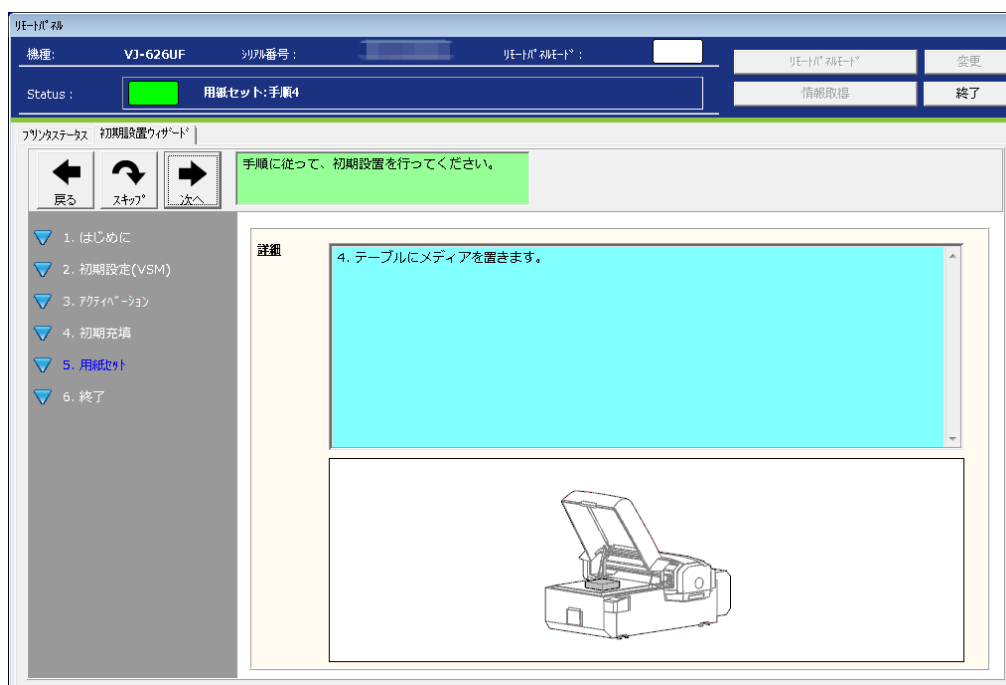 ﾘﾓｰﾄﾊﾟﾈﾙ
機種: VJ-626UF ｼﾘｱﾙ番号 : ﾘﾓｰﾄﾊﾟﾈﾙﾓｰﾄﾞ :
ﾘﾓｰﾄﾊﾟﾈﾙﾓｰﾄﾞ 変更
Status : 用紙セット:手順4
情報取得 終了
ﾌﾟﾘﾝﾀｽﾃｰﾀｽ 初期設置ｳｨｻﾞｰﾄﾞ
手順に従って、初期設置を行ってください。
戻る ｽｷｯﾌﾟ 次へ
1. はじめに
2. 初期設定(VSM)
3. ｱｸﾃｨﾍﾞｰｼｮﾝ
4. 初期充填
5. 用紙ｾｯﾄ
6. 終了
詳細
4. テーブルにメディアを置きます。